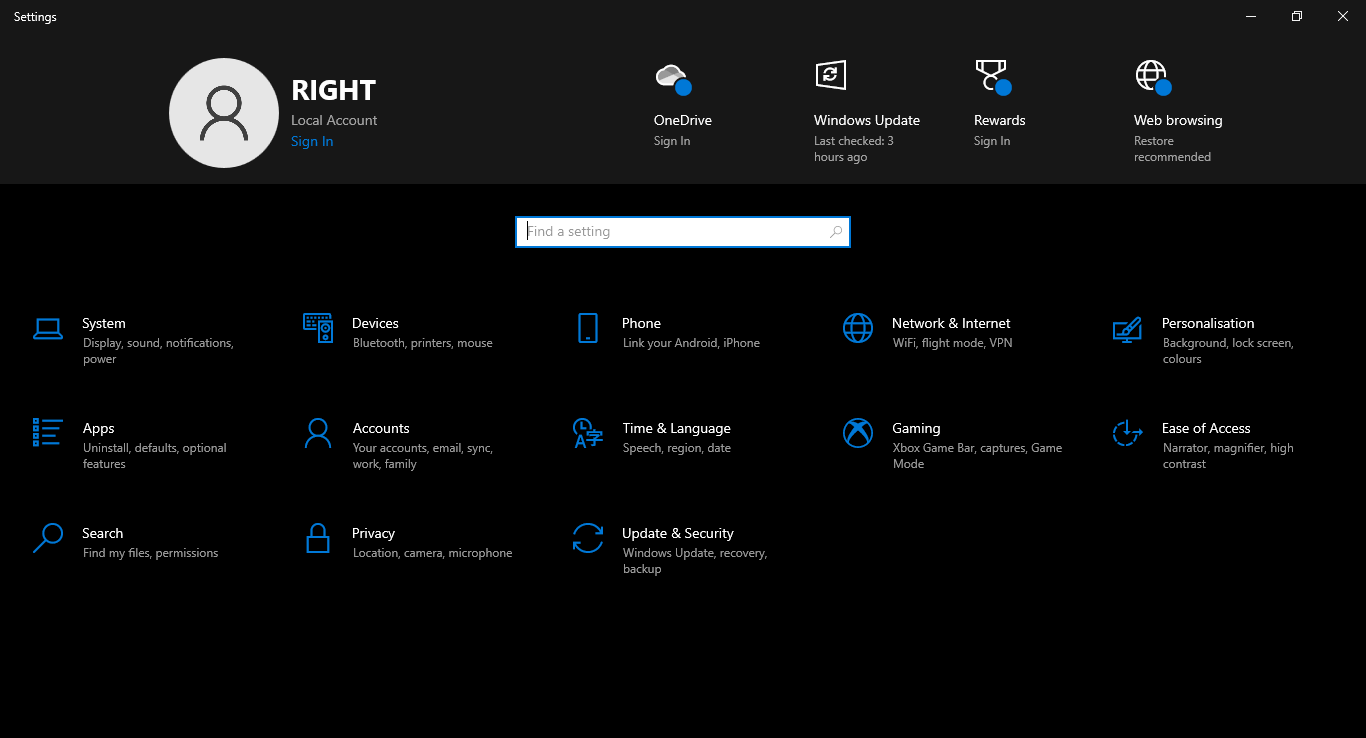 Settings
RIGHT
Local Account
Sign In
OneDrive
Sign In
Windows Update
Last checked: 3
hours ago
Rewards
Sign In
Web browsing
Restore
recommended
Find a setting
System
Display, sound, notifications,
power
Devices
Bluetooth, printers, mouse
Phone
Link your Android, iPhone
Network & Internet
WiFi, flight mode, VPN
Personalisation
Background, lock screen,
colours
Apps
Uninstall, defaults, optional
features
Accounts
Your accounts, email, sync,
work, family
Time & Language
Speech, region, date
Gaming
Xbox Game Bar, captures, Game
Mode
Ease of Access
Narrator, magnifier, high
contrast
Search
Find my files, permissions
Privacy
Location, camera, microphone
Update & Security
Windows Update, recovery,
backup